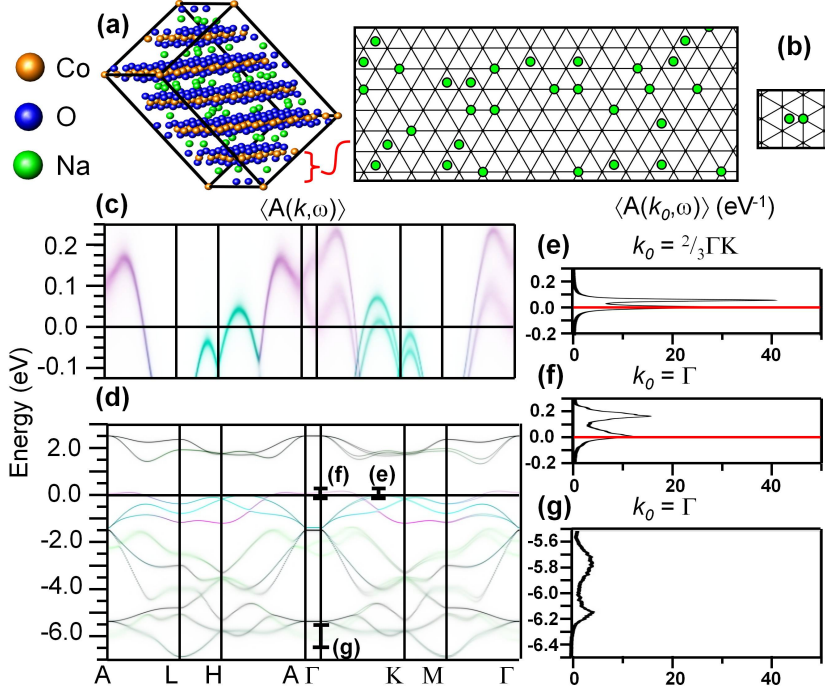 (a)
Co
O
Na
(b)
(c)
⟨A(k,ω)⟩
0.2
0.1
0.0
-0.1
(d)
2.0
0.0
-2.0
-4.0
-6.0
Energy (eV)
(f)
(e)
(g)
A L H A Γ K M Γ
⟨A(k₀,ω)⟩ (eV⁻¹)
(e)
k₀ = ²/₃ΓK
0.2
0.0
-0.2
0 20 40
(f)
k₀ = Γ
0.2
0.0
-0.2
0 20 40
(g)
k₀ = Γ
-5.6
-5.8
-6.0
-6.2
-6.4
0 20 40